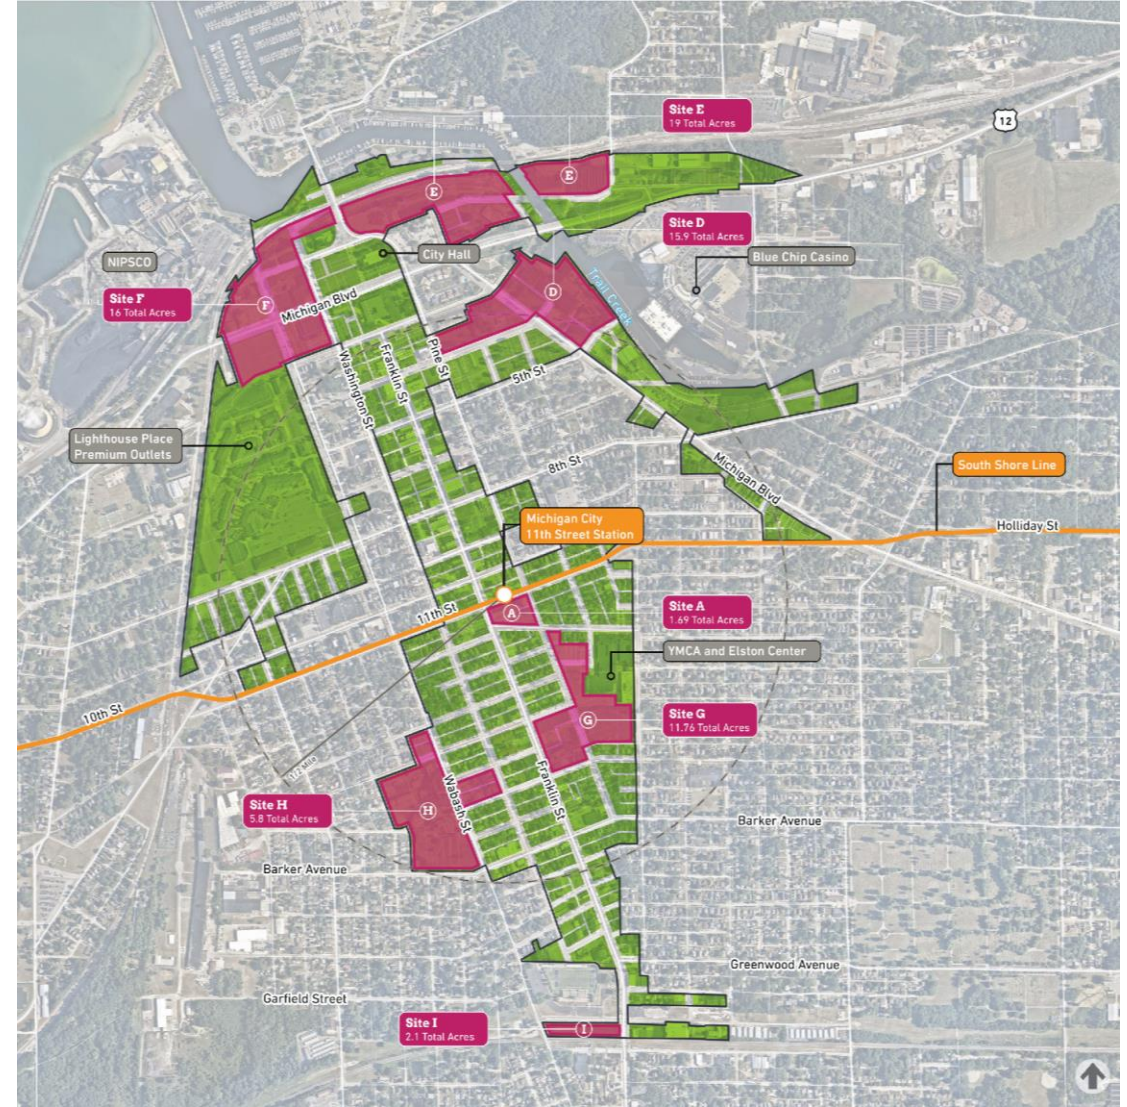 Site E
19 Total Acres
12
E
E
Site D
15.9 Total Acres
City Hall
Blue Chip Casino
NIPSCO
Site F
16 Total Acres
F
D
Trail Creek
Michigan Blvd
Washington St
Franklin St
Pine St
5th St
Lighthouse Place
Premium Outlets
8th St
Michigan Blvd
South Shore Line
Michigan City
11th Street Station
Holliday St
11th St
A
Site A
1.69 Total Acres
YMCA and Elston Center
10th St
G
Site G
11.76 Total Acres
1/2 Mile
Wabash St
Franklin St
Site H
5.8 Total Acres
H
Barker Avenue
Barker Avenue
Greenwood Avenue
Garfield Street
Site I
2.1 Total Acres
I